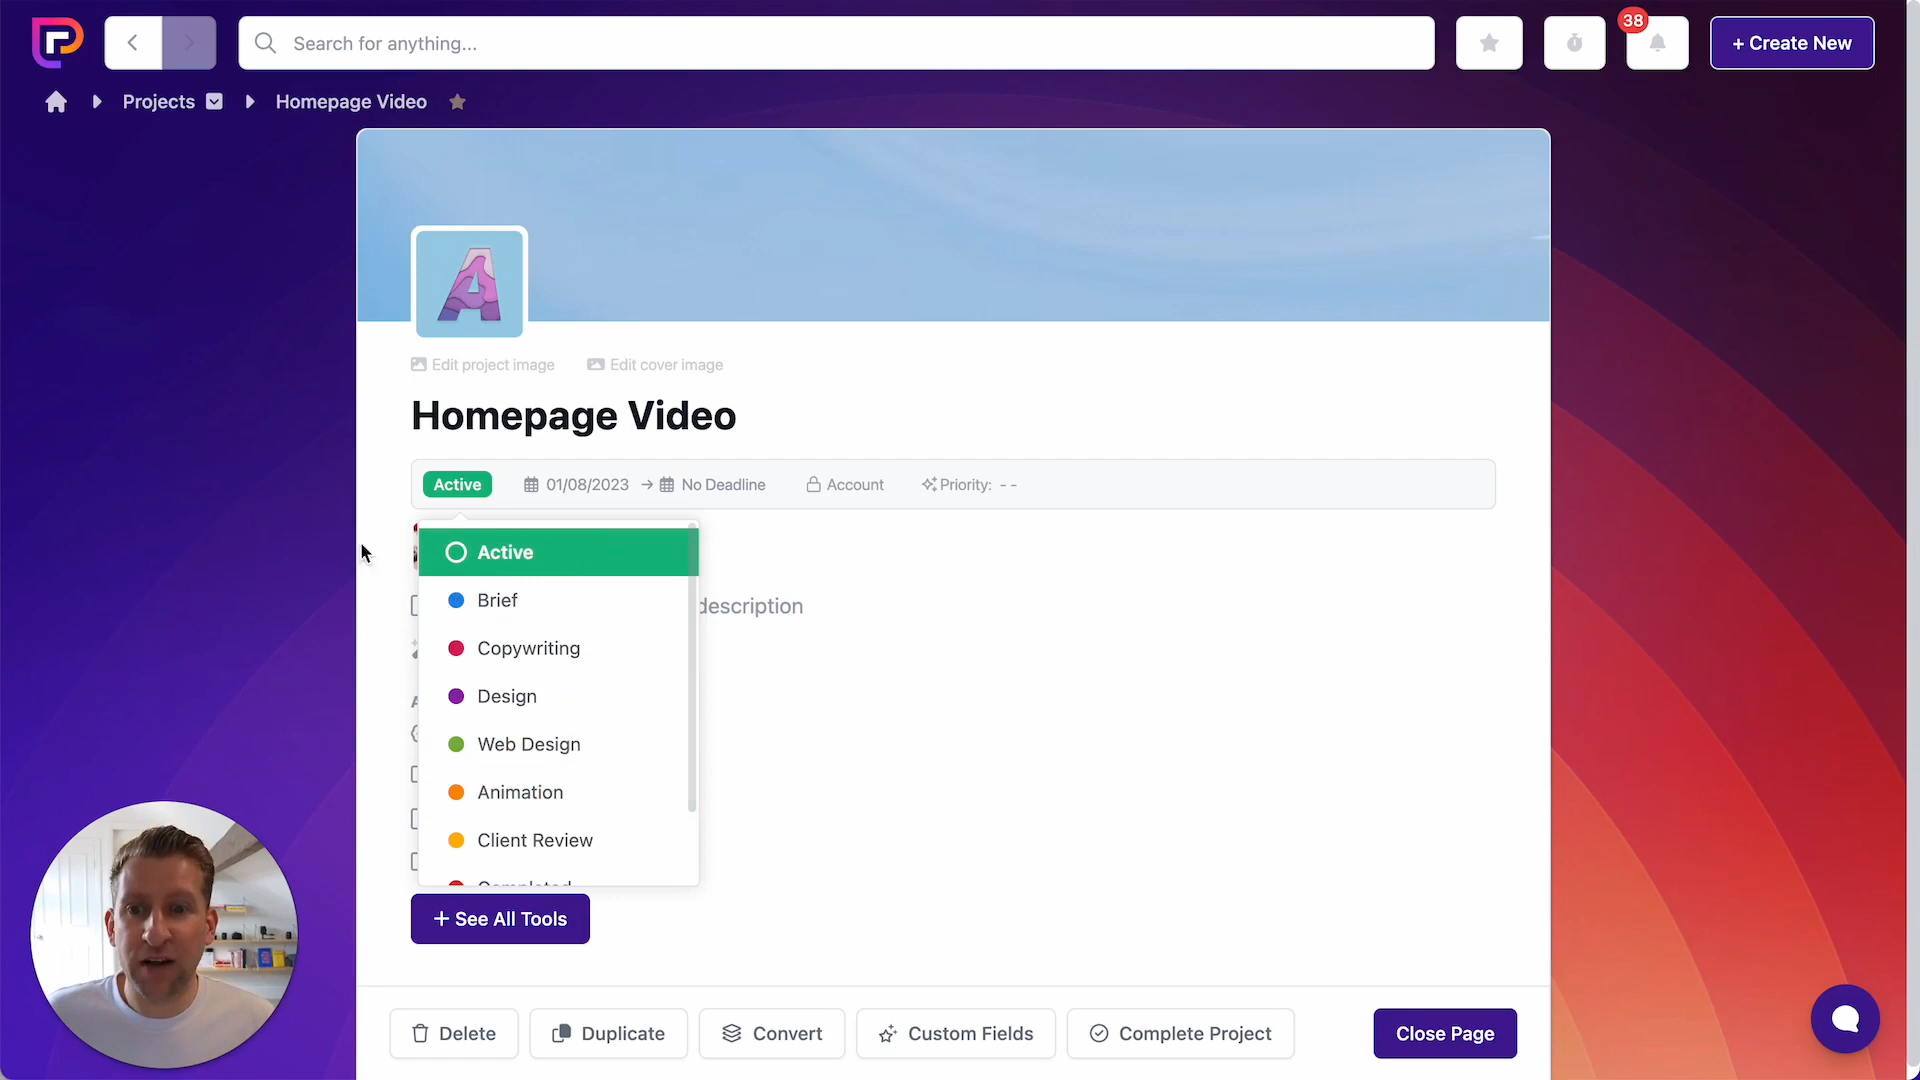 Search for anything...
38
+ Create New
Projects
Homepage Video
A
Edit project image
Edit cover image
Homepage Video
Active
01/08/2023
No Deadline
Account
Priority: - -
Active
Brief
description
Copywriting
Design
Web Design
Animation
Client Review
Completed
+ See All Tools
Delete
Duplicate
Convert
Custom Fields
Complete Project
Close Page